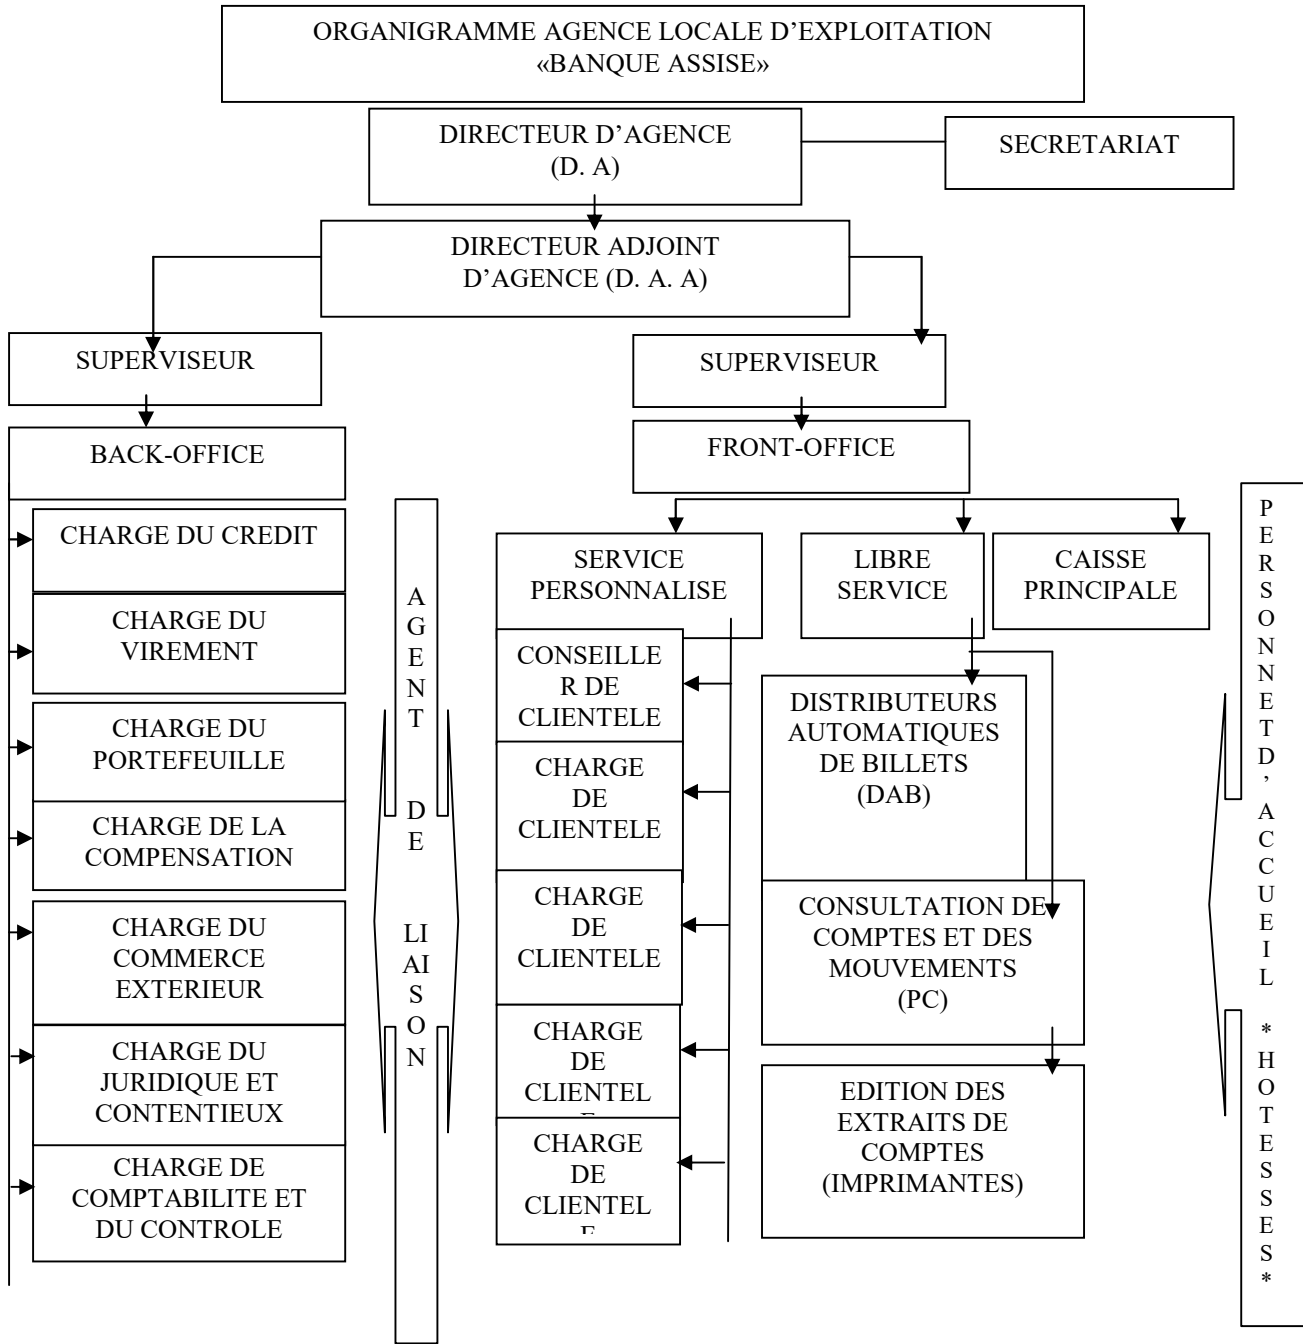 ORGANIGRAMME AGENCE LOCALE D’EXPLOITATION
«BANQUE ASSISE»
DIRECTEUR D’AGENCE
(D. A)
SECRETARIAT
DIRECTEUR ADJOINT
D’AGENCE (D. A. A)
SUPERVISEUR
SUPERVISEUR
BACK-OFFICE
FRONT-OFFICE
CHARGE DU CREDIT
CHARGE DU
VIREMENT
CHARGE DU
PORTEFEUILLE
CHARGE DE LA
COMPENSATION
CHARGE DU
COMMERCE
EXTERIEUR
CHARGE DU
JURIDIQUE ET
CONTENTIEUX
CHARGE DE
COMPTABILITE ET
DU CONTROLE
A
G
E
N
T
D
E
LI
AI
S
O
N
SERVICE
PERSONNALISE
CONSEILLE
R DE
CLIENTELE
CHARGE
DE
CLIENTELE
CHARGE
DE
CLIENTELE
CHARGE
DE
CLIENTEL
E
CHARGE
DE
CLIENTEL
E
LIBRE
SERVICE
DISTRIBUTEURS
AUTOMATIQUES
DE BILLETS
(DAB)
CONSULTATION DE
COMPTES ET DES
MOUVEMENTS
(PC)
EDITION DES
EXTRAITS DE
COMPTES
(IMPRIMANTES)
CAISSE
PRINCIPALE
P
E
R
S
O
N
N
E
T
D
’
A
C
C
U
E
I
L
*
H
O
T
E
S
S
E
S
*